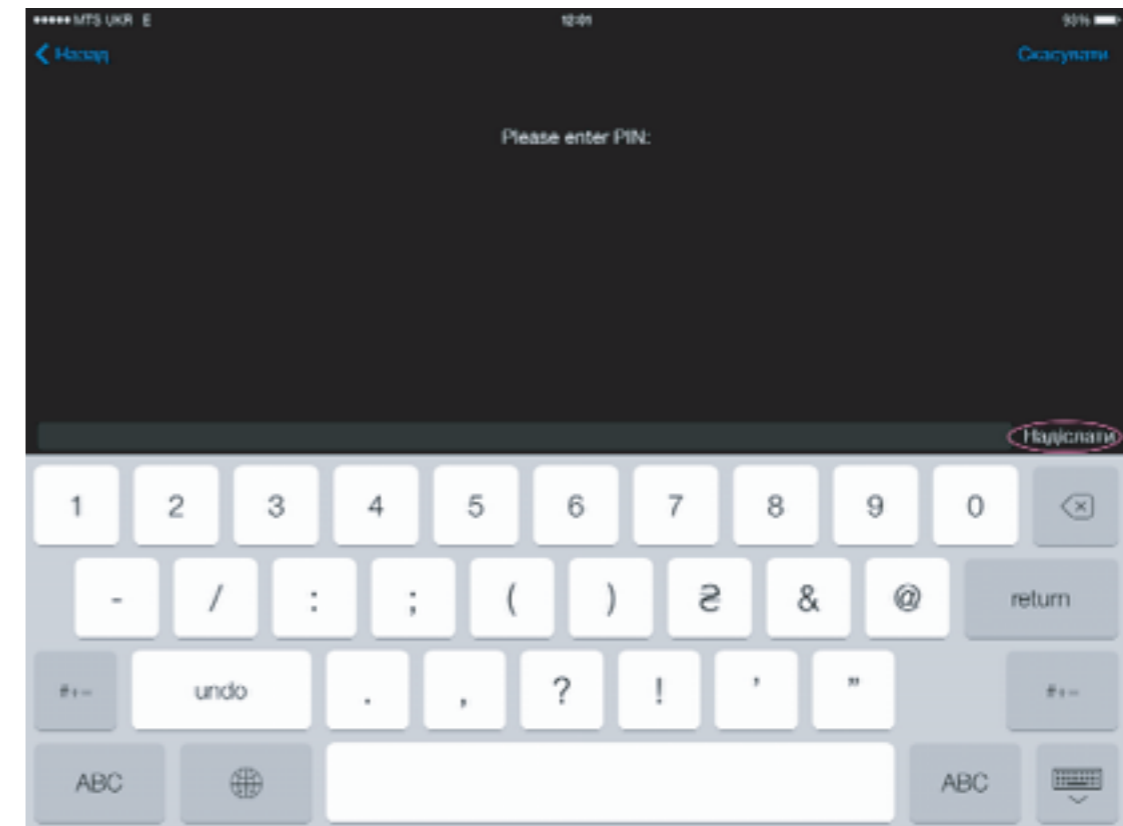 MTS UKR E 12:01 93%
Назад Скасувати
Please enter PIN:
Надіслати
1 2 3 4 5 6 7 8 9 0
- / : ; ( ) ₴ & @ return
#+= undo . , ? ! ' " #+=
ABC ABC